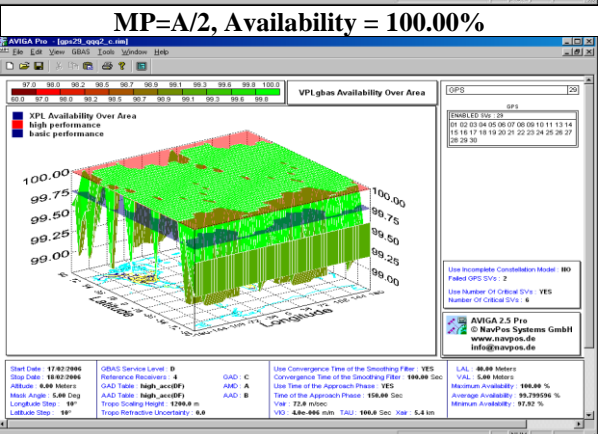 MP=A/2, Availability = 100.00%
AVIGA Pro - [gps29_qqq2_c.rim]
File Edit View GBAS Tools Window Help
97.0 98.0 98.2 98.5 98.7 98.9 99.1 99.3 99.6 99.8 100.0
60.0 97.0 98.0 98.2 98.5 98.7 98.9 99.1 99.3 99.6 99.8
VPLgbas Availability Over Area
GPS 29
XPL Availability Over Area
high performance
basic performance
GPS
ENABLED SVs : 29
01 02 03 04 05 06 07 08 09 10 11 13 14
15 16 17 18 19 20 21 22 23 24 25 26 27
28 29 30
100.00
99.75
99.50
99.25
99.00
100.00
99.75
99.50
99.25
99.00
Latitude
Longitude
Use Incomplete Constellation Model : NO
Failed GPS SVs : 2
Use Number Of Critical SVs : YES
Number Of Critical SVs : 6
AVIGA 2.5 Pro
© NavPos Systems GmbH
www.navpos.de
info@navpos.de
Start Date : 17/02/2006
Stop Date : 18/02/2006
Altitude : 0.00 Meters
Mask Angle : 5.00 Deg
Longitude Step : 10°
Latitude Step : 10°
GBAS Service Level : D
Reference Receivers : 4
GAD : C
GAD Table : high_acc(DF)
AMD : A
AAD Table : high_acc(DF)
AAD : B
Tropo Scaling Height : 1200.0 m
Tropo Refractive Uncertainty : 0.0
Use Convergence Time of the Smoothing Filter : YES
Convergence Time of the Smoothing Filter : 100.00 Sec
Use Time of the Approach Phase : YES
Time of the Approach Phase : 150.00 Sec
Vair : 72.0 m/sec
VIG : 4.0e-006 m/m TAU : 100.0 Sec Xair : 5.4 km
LAL : 40.00 Meters
VAL : 5.00 Meters
Maximum Availability : 100.00 %
Average Availability : 99.799596 %
Minimum Availability : 97.92 %